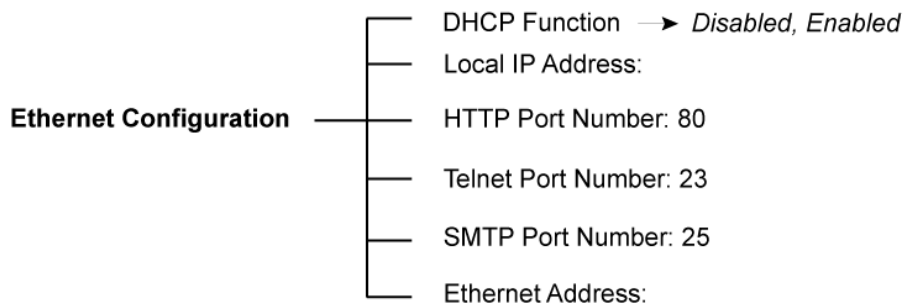 DHCP Function → Disabled, Enabled
Local IP Address:
Ethernet Configuration
HTTP Port Number: 80
Telnet Port Number: 23
SMTP Port Number: 25
Ethernet Address: